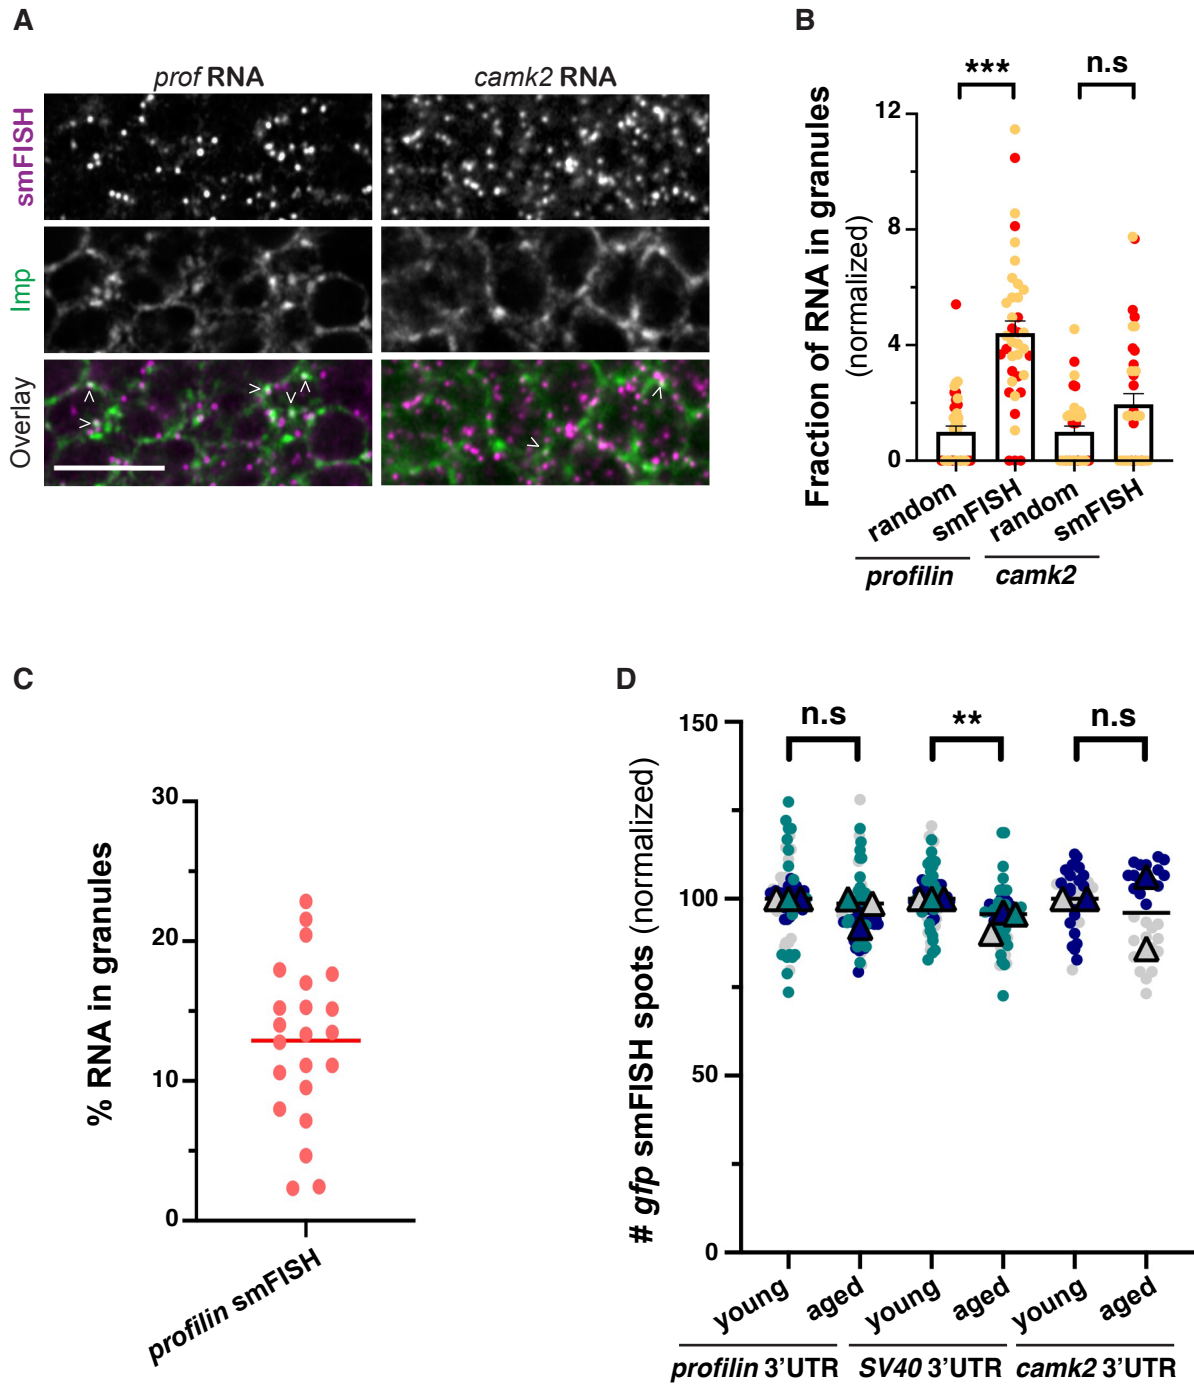 A
prof RNA
camk2 RNA
smFISH
Imp
Overlay
>
>
>
>
>
>
>
B
***
n.s
Fraction of RNA in granules
(normalized)
12
8
4
0
random
smFISH
random
smFISH
profilin
camk2
C
% RNA in granules
30
20
10
0
profilin smFISH
D
n.s
**
n.s
# gfp smFISH spots (normalized)
150
100
50
0
young
aged
young
aged
young
aged
profilin 3’UTR
SV40 3’UTR
camk2 3’UTR